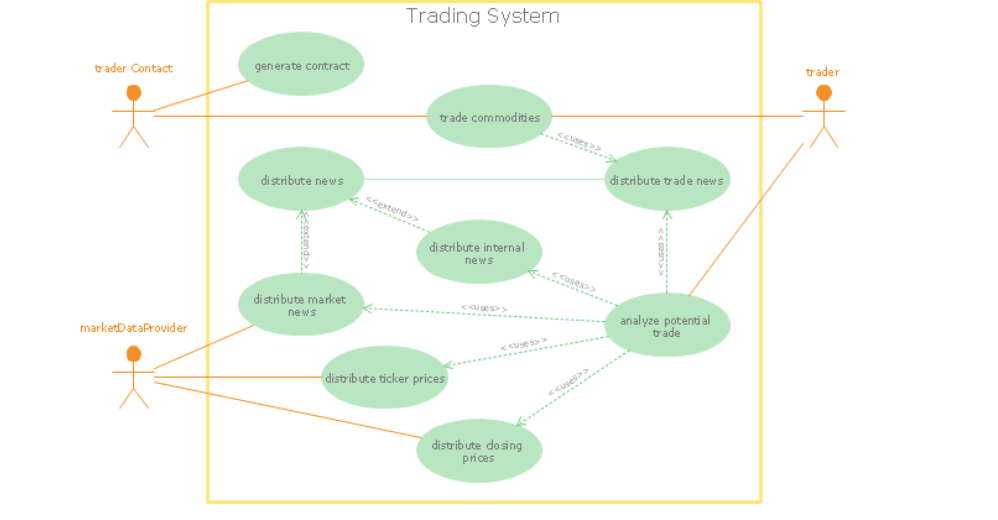 Trading System
trader Contact
generate contract
trader
trade commodities
<<uses>>
distribute news
distribute trade news
<<extend>>
<<extend>>
distribute internal
news
<<uses>>
<<uses>>
distribute market
news
<<uses>>
analyze potential
trade
marketDataProvider
<<uses>>
distribute ticker prices
<<uses>>
distribute closing
prices